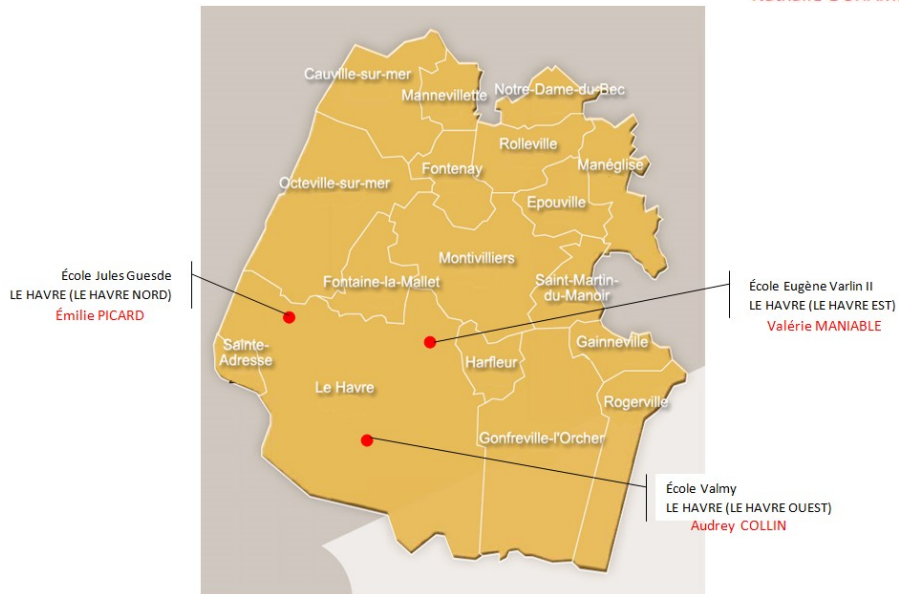 Cauville-sur-mer
Mannevillette
Notre-Dame-du-Bec
Rolleville
Manéglise
Fontenay
Octeville-sur-mer
Epouville
Montivilliers
Fontaine-la-Mallet
Saint-Martin-
du-Manoir
École Jules Guesde
LE HAVRE (LE HAVRE NORD)
Émilie PICARD
École Eugène Varlin II
LE HAVRE (LE HAVRE EST)
Valérie MANIABLE
Sainte-
Adresse
Gainneville
Harfleur
Le Havre
Rogerville
Gonfreville-l'Orcher
École Valmy
LE HAVRE (LE HAVRE OUEST)
Audrey COLLIN